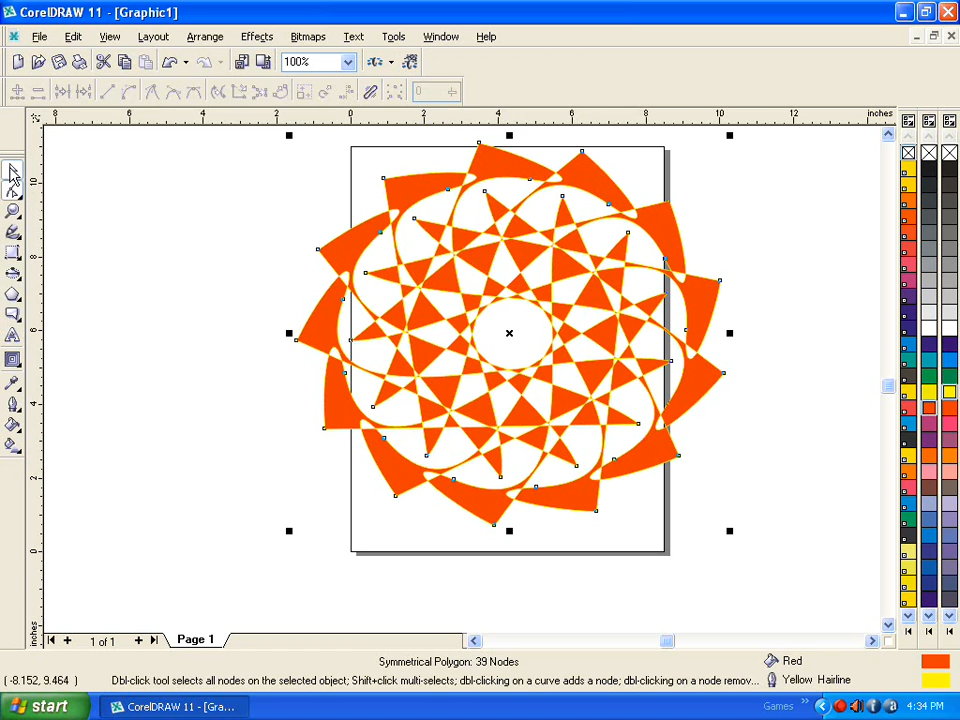 CorelDRAW 11 - [Graphic1]
File Edit View Layout Arrange Effects Bitmaps Text Tools Window Help
100%
0
8 6 4 2 0 2 4 6 8 10 12 inches
10
8
6
4
2
0
inches
1 of 1 Page 1
Symmetrical Polygon: 39 Nodes Red
(-8.152, 9.464) Dbl-click tool selects all nodes on the selected object; Shift+click multi-selects; dbl-clicking on a curve adds a node; dbl-clicking on a node remov... Yellow Hairline
start CorelDRAW 11 - [Gra... Games » 4:34 PM